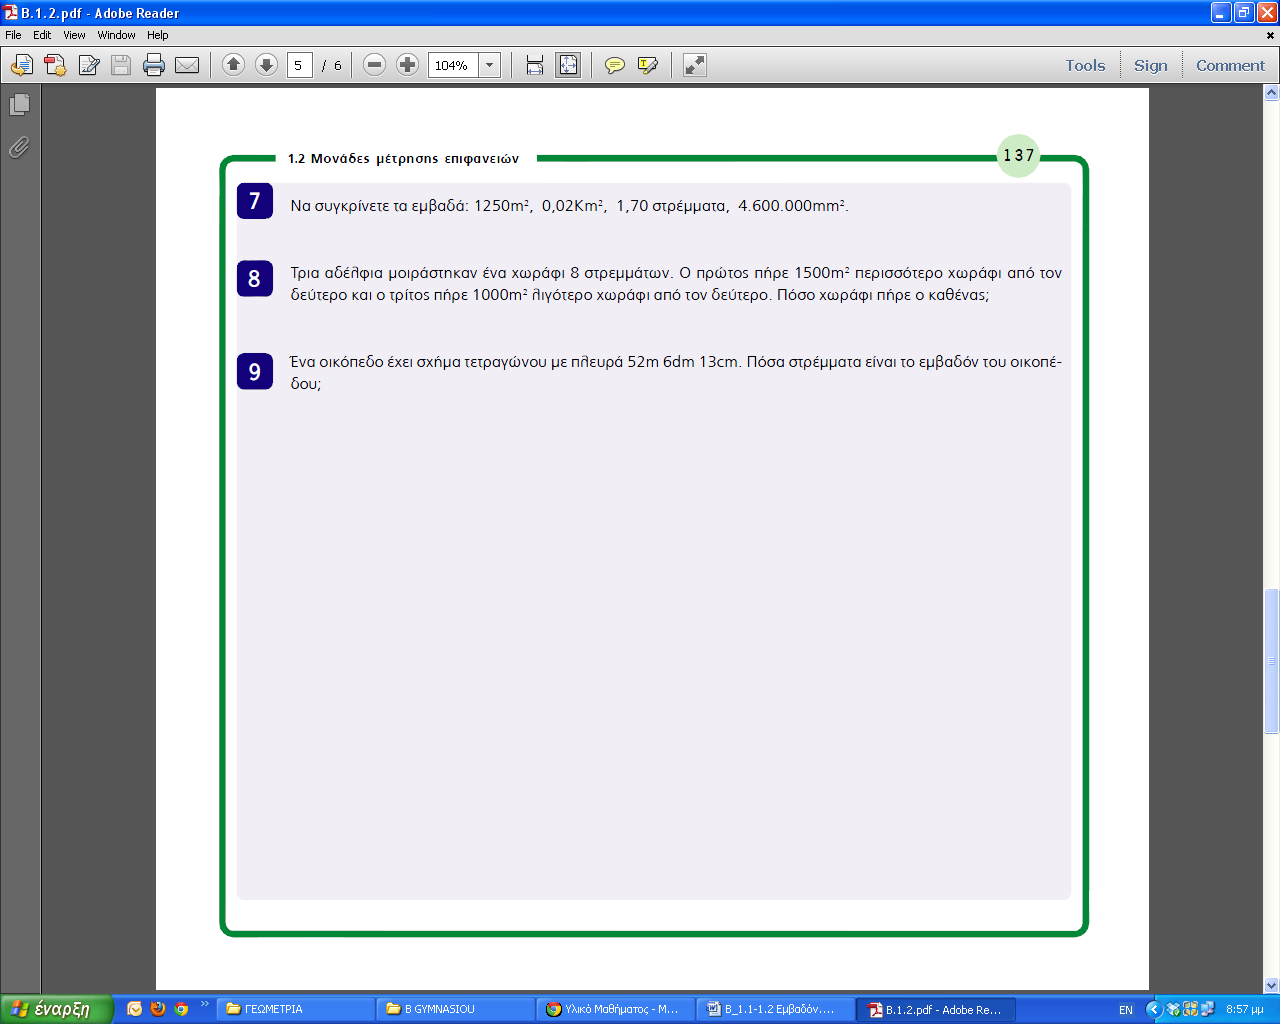 B.1.2.pdf - Adobe Reader
File Edit View Window Help
5 / 6 104% Tools Sign Comment
1.2 Μονάδες μέτρησης επιφανειών 137
7 Να συγκρίνετε τα εμβαδά: 1250m², 0,02Km², 1,70 στρέμματα, 4.600.000mm².
8 Τρια αδέλφια μοιράστηκαν ένα χωράφι 8 στρεμμάτων. Ο πρώτος πήρε 1500m² περισσότερο χωράφι από τον
δεύτερο και ο τρίτος πήρε 1000m² λιγότερο χωράφι από τον δεύτερο. Πόσο χωράφι πήρε ο καθένας;
9 Ένα οικόπεδο έχει σχήμα τετραγώνου με πλευρά 52m 6dm 13cm. Πόσα στρέμματα είναι το εμβαδόν του οικοπέ-
δου;
έναρξη ΓΕΩΜΕΤΡΙΑ B GYMNASIOU Υλικό Μαθήματος - M... B_1.1-1.2 Εμβαδόν.... B.1.2.pdf - Adobe Re... EN 8:57 μμ